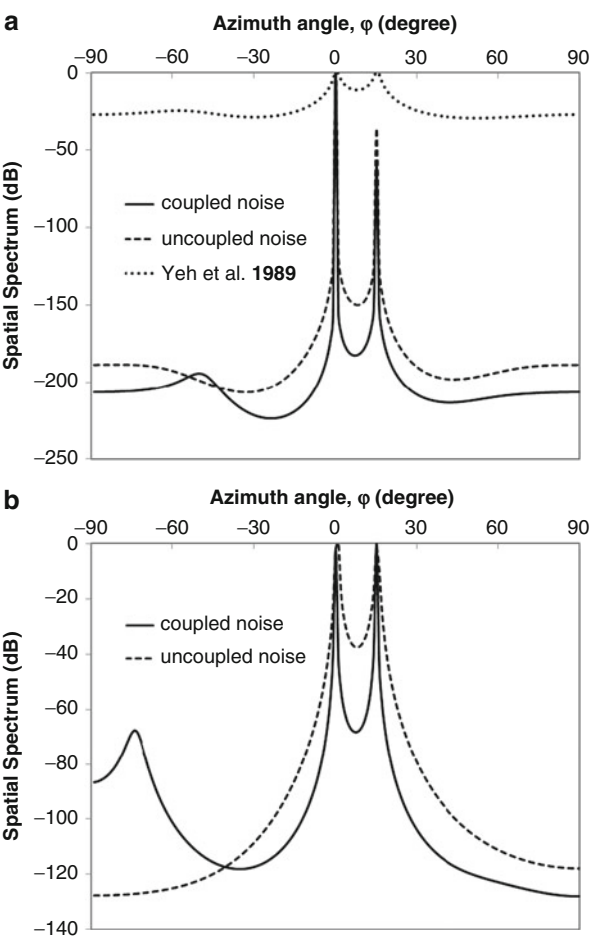 a
Azimuth angle, φ (degree)
−90 −60 −30 0 30 60 90
Spatial Spectrum (dB)
0
−50
−100
−150
−200
−250
coupled noise
uncoupled noise
Yeh et al. 1989
b
Azimuth angle, φ (degree)
−90 −60 −30 0 30 60 90
Spatial Spectrum (dB)
0
−20
−40
−60
−80
−100
−120
−140
coupled noise
uncoupled noise